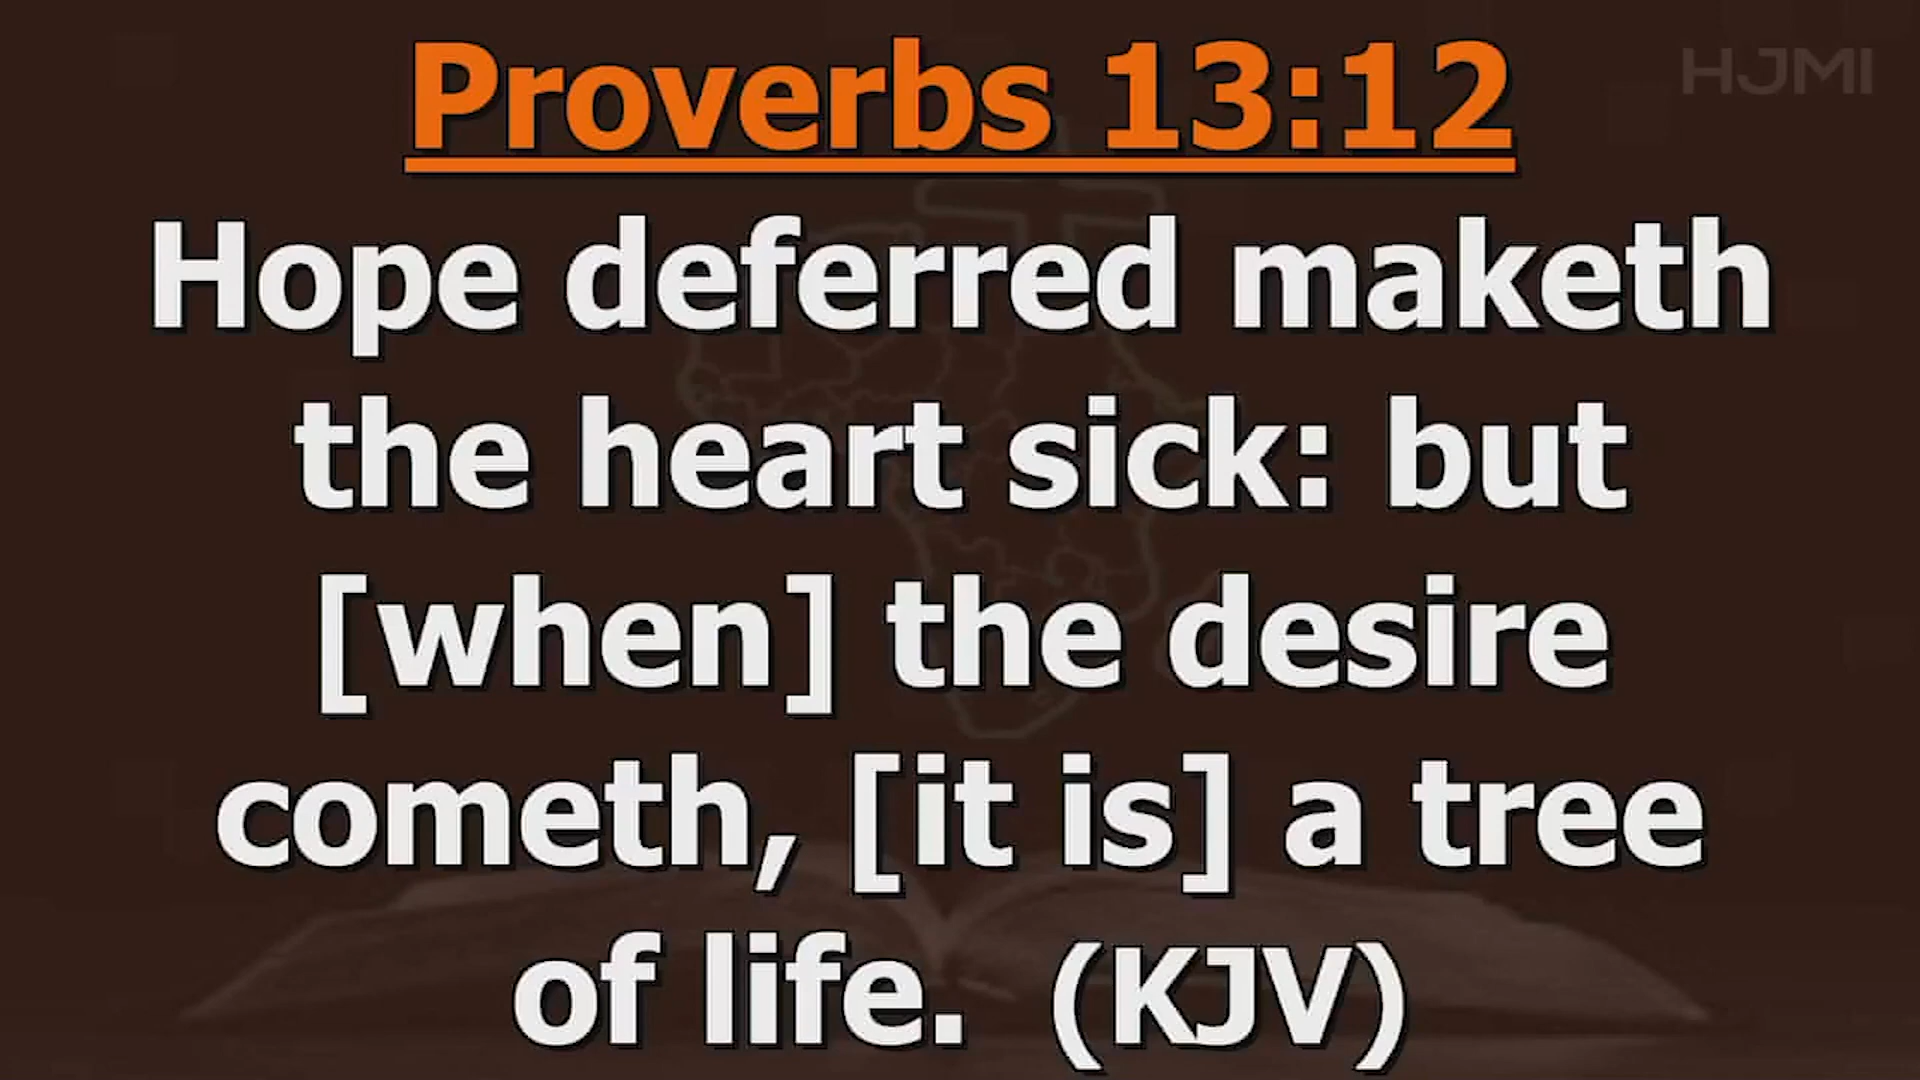 Proverbs 13:12
HJMI
Hope deferred maketh
the heart sick: but
[when] the desire
cometh, [it is] a tree
of life.  (KJV)